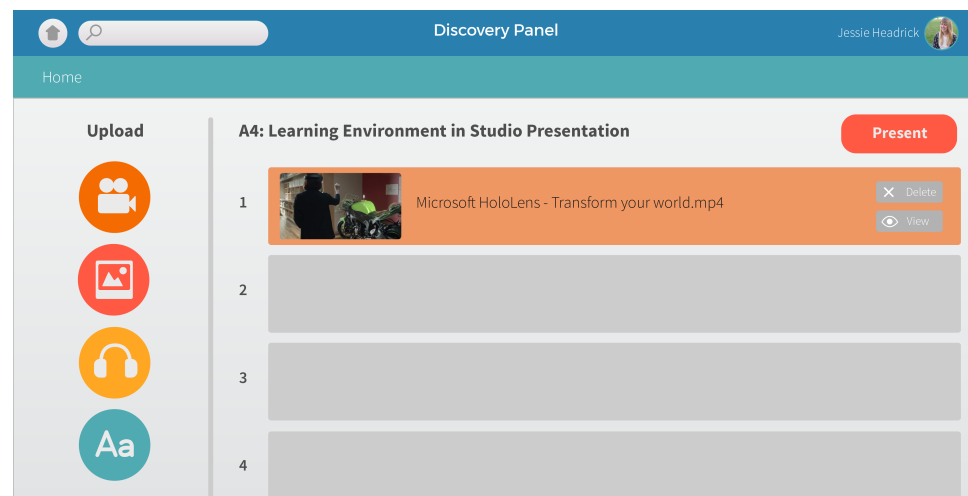 Discovery Panel
Jessie Headrick
Home
Upload
A4: Learning Environment in Studio Presentation
Present
1
Microsoft HoloLens - Transform your world.mp4
Delete
View
2
3
Aa
4